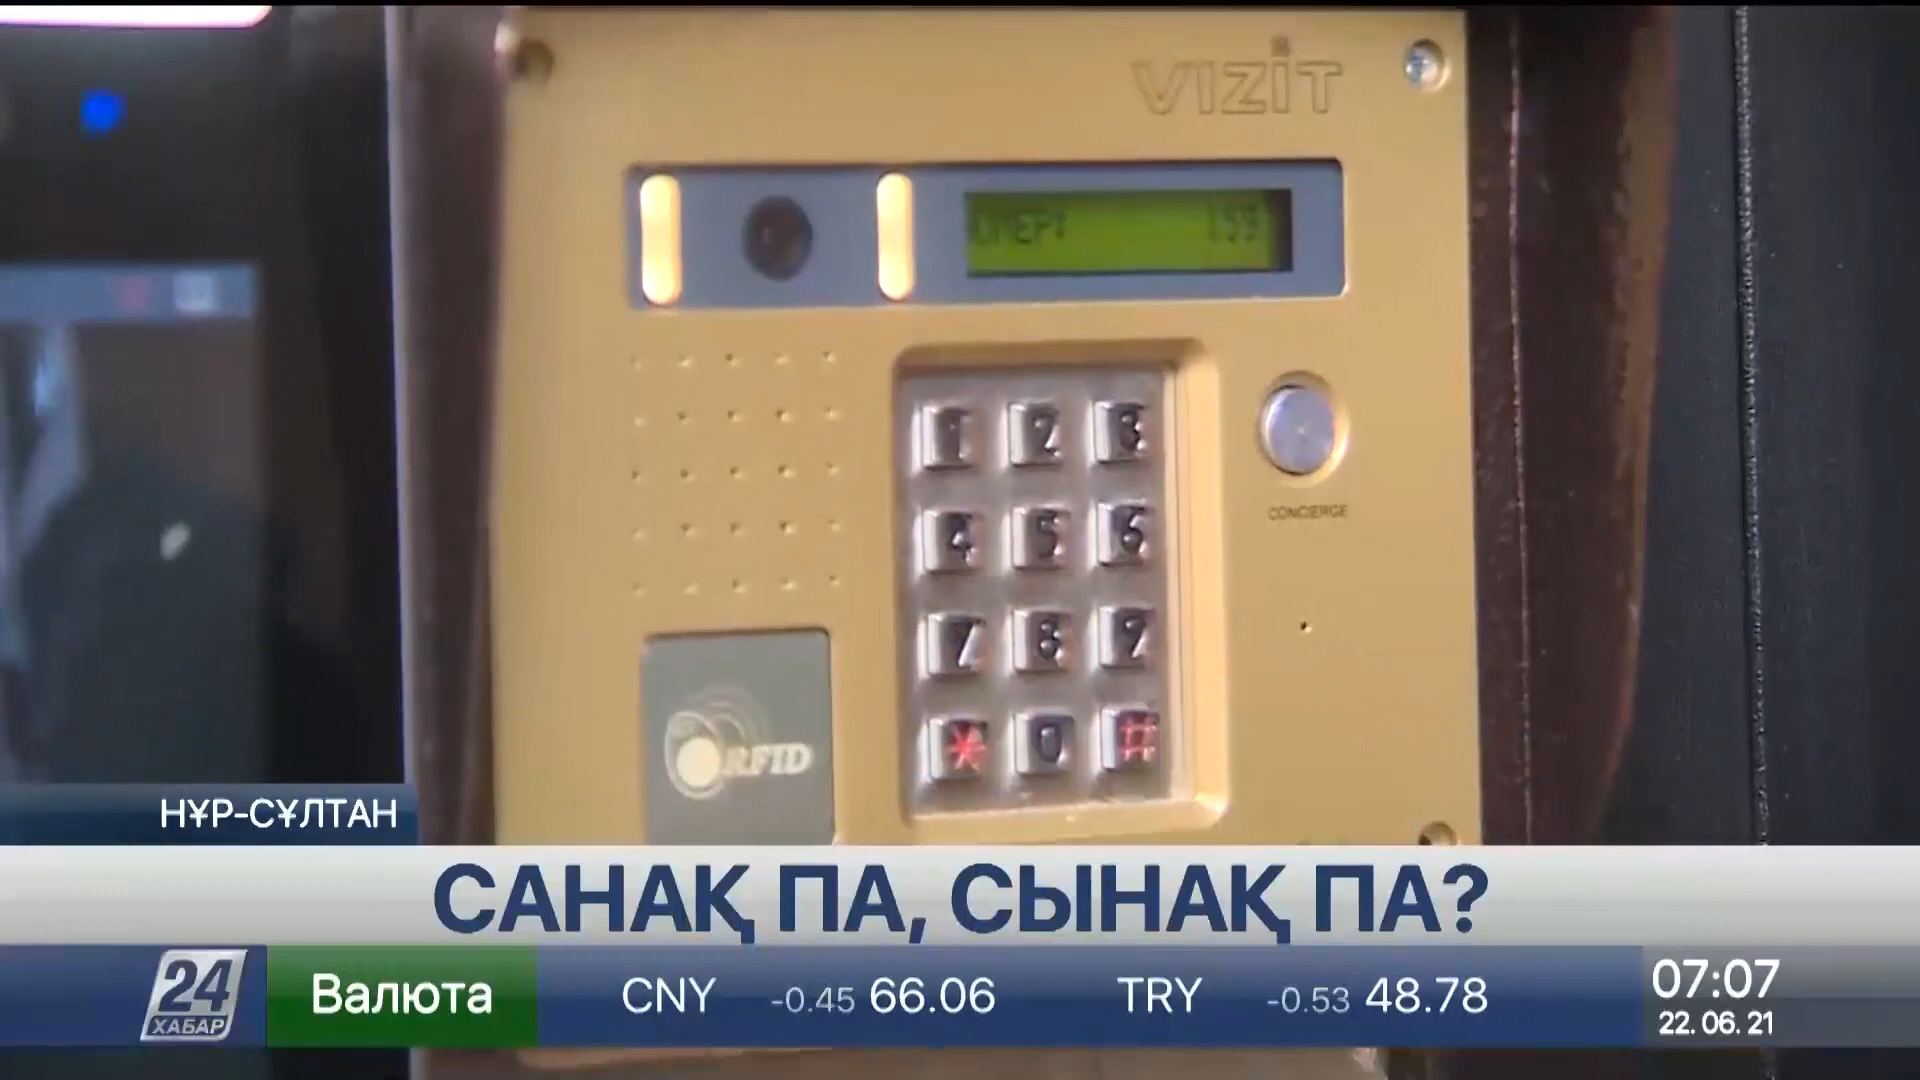 VIZIT
159
1 2 3
CONCIERGE
4 5 6
7 8 9
* 0 #
RFID
НҰР-СҰЛТАН
САНАҚ ПА, СЫНАҚ ПА?
24 ХАБАР
Валюта
CNY -0.45 66.06 TRY -0.53 48.78
07:07
22. 06. 21